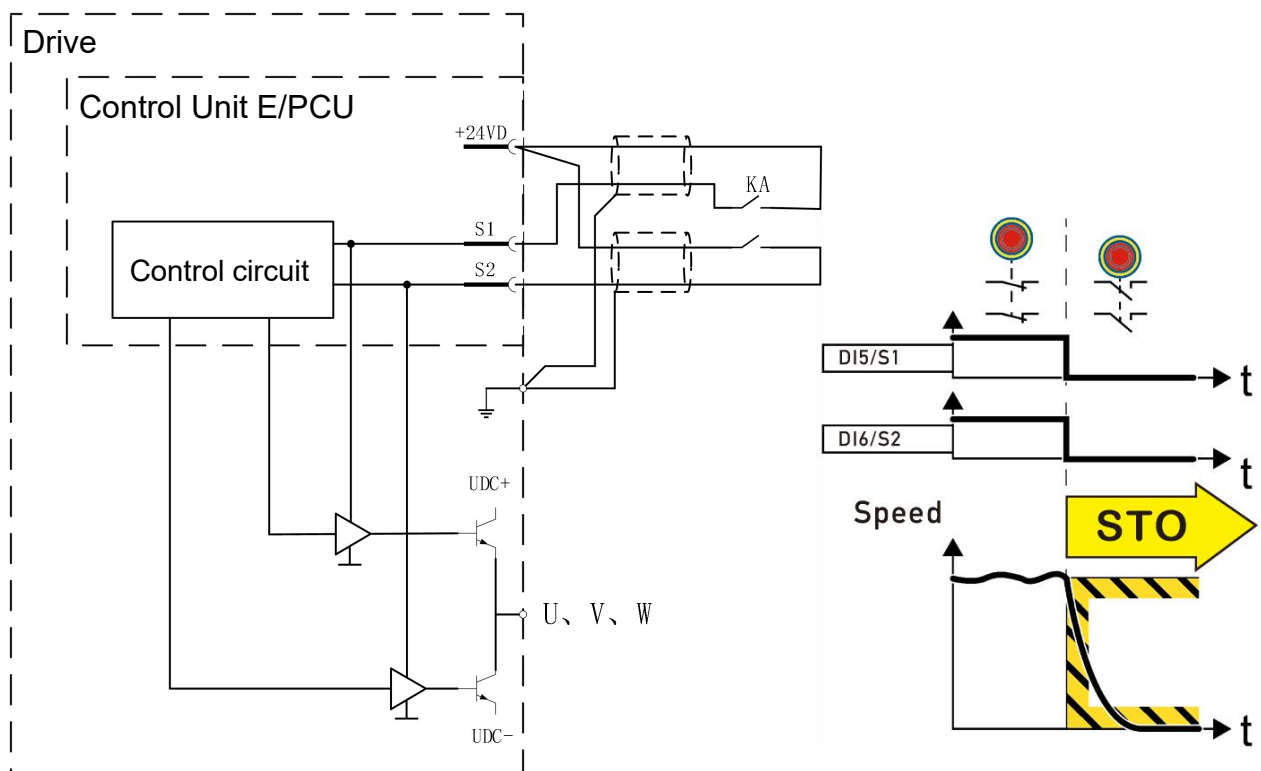 Drive
Control Unit E/PCU
+24VD
KA
S1
S2
Control circuit
UDC+
U、V、W
UDC-
DI5/S1
t
DI6/S2
t
Speed
STO
t